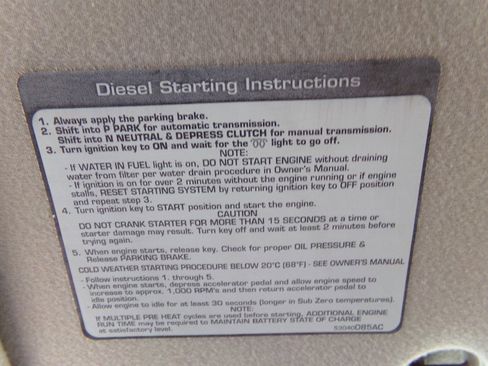 Diesel Starting Instructions
1. Always apply the parking brake.
2. Shift into P PARK for automatic transmission.
Shift into N NEUTRAL & DEPRESS CLUTCH for manual transmission.
3. Turn ignition key to ON and wait for the light to go off.
NOTE:
- If WATER IN FUEL light is on, DO NOT START ENGINE without draining
water from filter per water drain procedure in Owner's Manual.
- If ignition is on for over 2 minutes without the engine running or if engine
stalls, RESET STARTING SYSTEM by returning ignition key to OFF position
and repeat step 3.
4. Turn ignition key to START position and start the engine.
CAUTION
DO NOT CRANK STARTER FOR MORE THAN 15 SECONDS at a time or
starter damage may result. Turn key off and wait at least 2 minutes before
trying again.
5. When engine starts, release key. Check for proper OIL PRESSURE &
Release PARKING BRAKE.
COLD WEATHER STARTING PROCEDURE BELOW 20°C (68°F) - SEE OWNER'S MANUAL
- Follow instructions 1. through 5.
- When engine starts, depress accelerator pedal and allow engine speed to
increase to approx. 1,000 RPM's and then return accelerator pedal to
idle position.
- Allow engine to idle for at least 30 seconds (longer in Sub Zero temperatures).
NOTE:
If MULTIPLE PRE HEAT cycles are used before starting, ADDITIONAL ENGINE
RUN TIME may be required to MAINTAIN BATTERY STATE OF CHARGE
at satisfactory level. 53040085AC